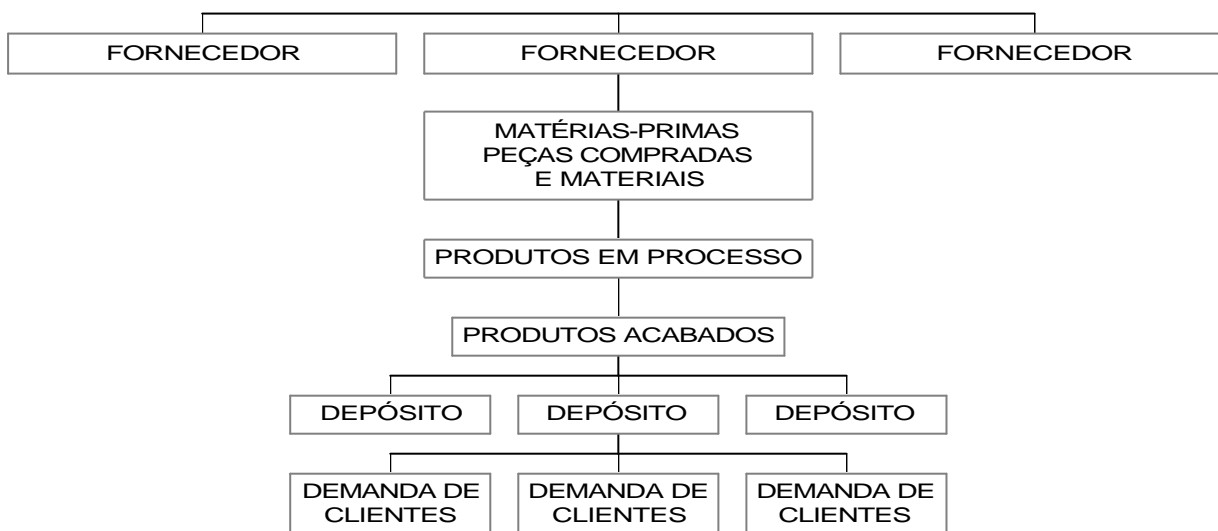 FORNECEDOR
FORNECEDOR
FORNECEDOR
MATÉRIAS-PRIMAS
PEÇAS COMPRADAS
E MATERIAIS
PRODUTOS EM PROCESSO
PRODUTOS ACABADOS
DEPÓSITO
DEPÓSITO
DEPÓSITO
DEMANDA DE
CLIENTES
DEMANDA DE
CLIENTES
DEMANDA DE
CLIENTES